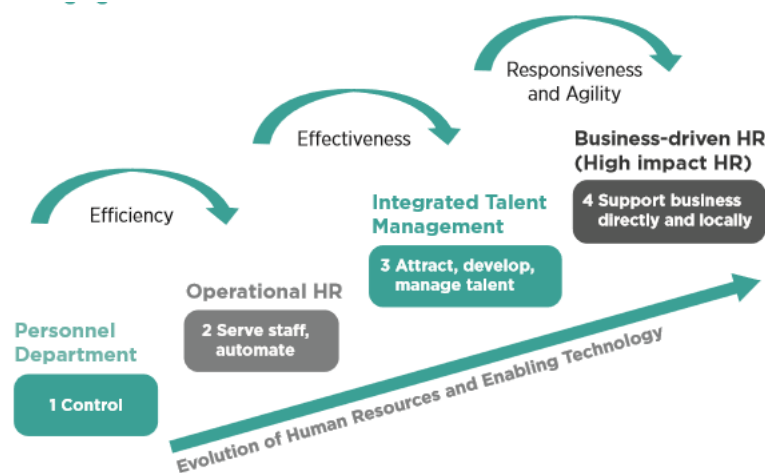 Responsiveness
and Agility
Effectiveness
Efficiency
Business-driven HR
(High impact HR)
4 Support business
directly and locally
Integrated Talent
Management
3 Attract, develop,
manage talent
Operational HR
2 Serve staff,
automate
Personnel
Department
1 Control
Evolution of Human Resources and Enabling Technology